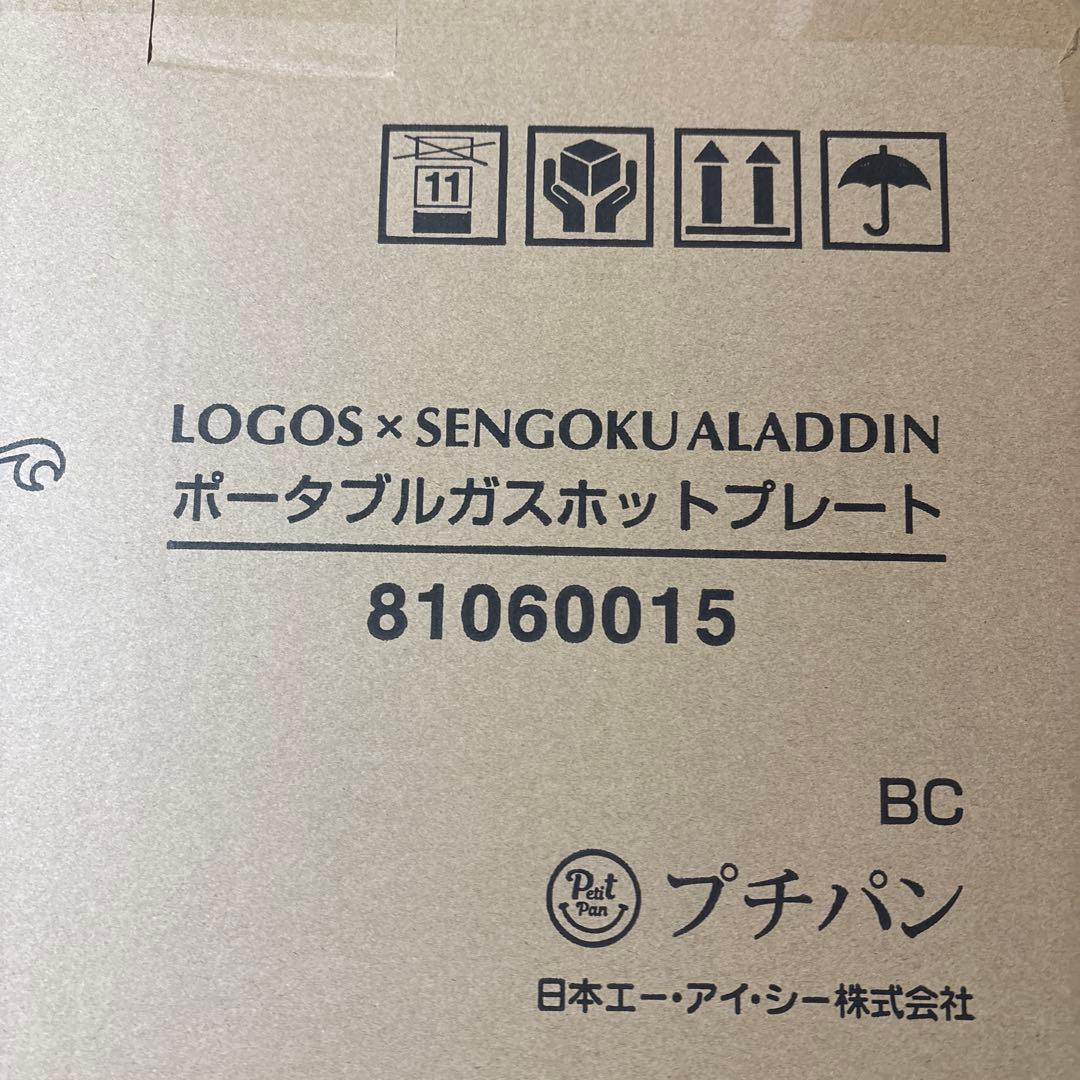 11
LOGOS × SENGOKU ALADDIN
ポータブルガスホットプレート
81060015
BC
Petit
Pan
プチパン
日本エー・アイ・シー株式会社